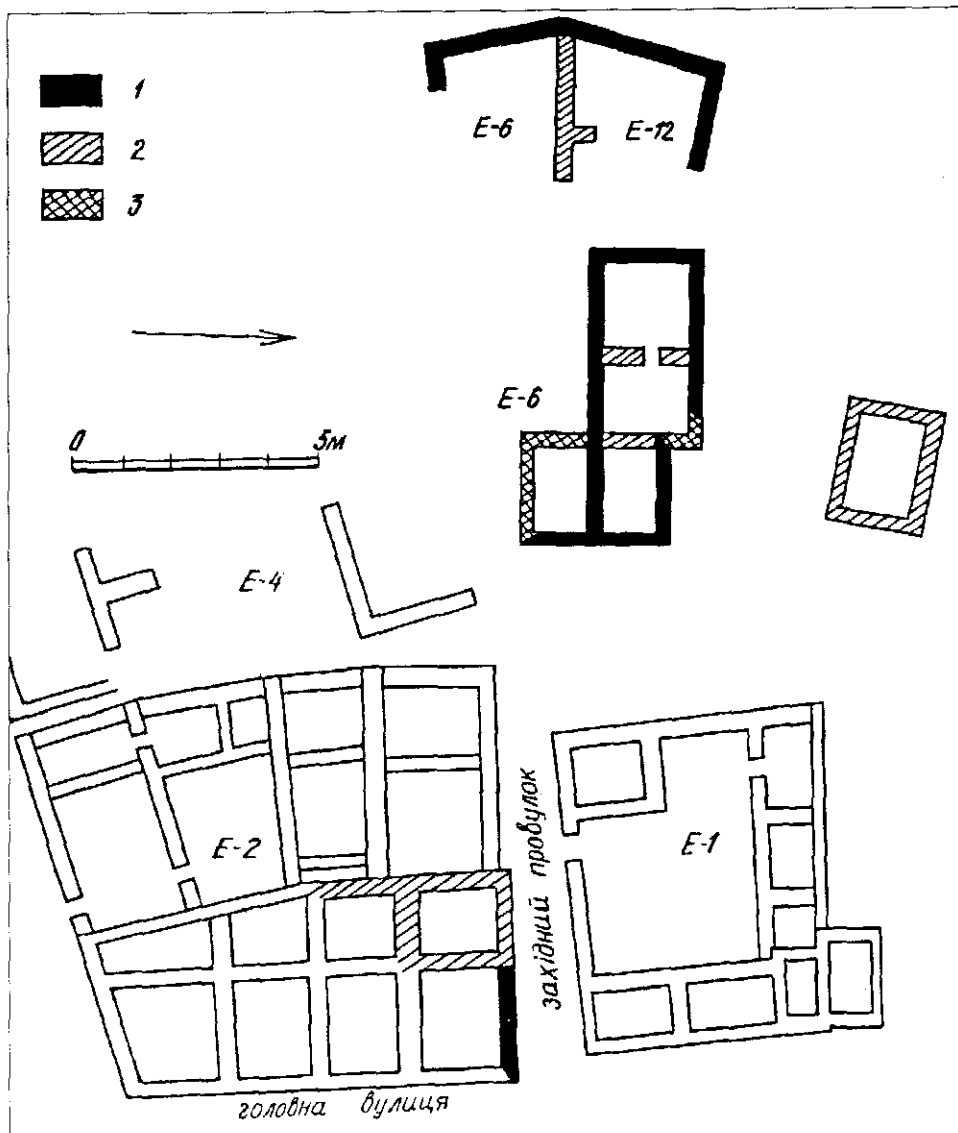 1
2
3
E-6
E-12
E-6
0 5м
E-4
E-2
західний провулок
E-1
головна вулиця